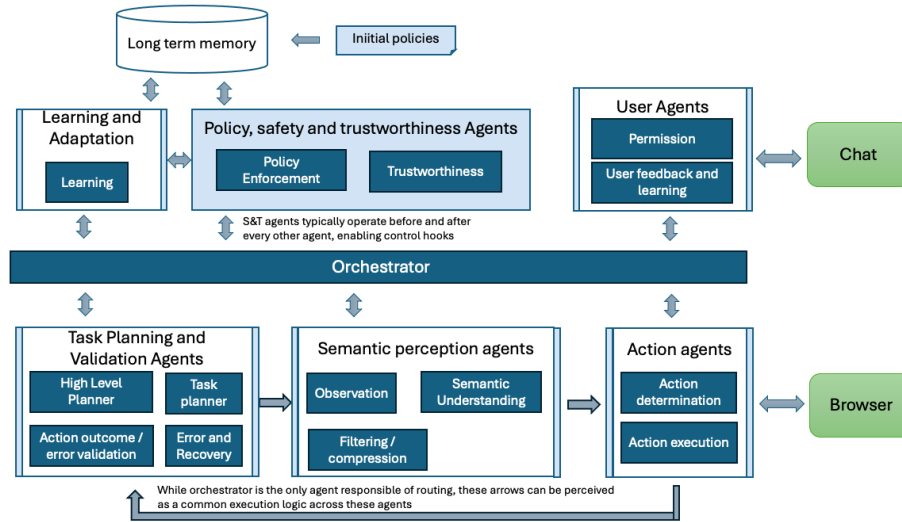 Long term memory
Iniitial policies
Learning and
Adaptation
Learning
Policy, safety and trustworthiness Agents
Policy
Enforcement
Trustworthiness
User Agents
Permission
User feedback and
learning
Chat
S&T agents typically operate before and after
every other agent, enabling control hooks
Orchestrator
Task Planning and
Validation Agents
High Level
Planner
Task
planner
Action outcome /
error validation
Error and
Recovery
Semantic perception agents
Observation
Semantic
Understanding
Filtering /
compression
Action agents
Action
determination
Action execution
Browser
While orchestrator is the only agent responsible of routing, these arrows can be perceived
as a common execution logic across these agents